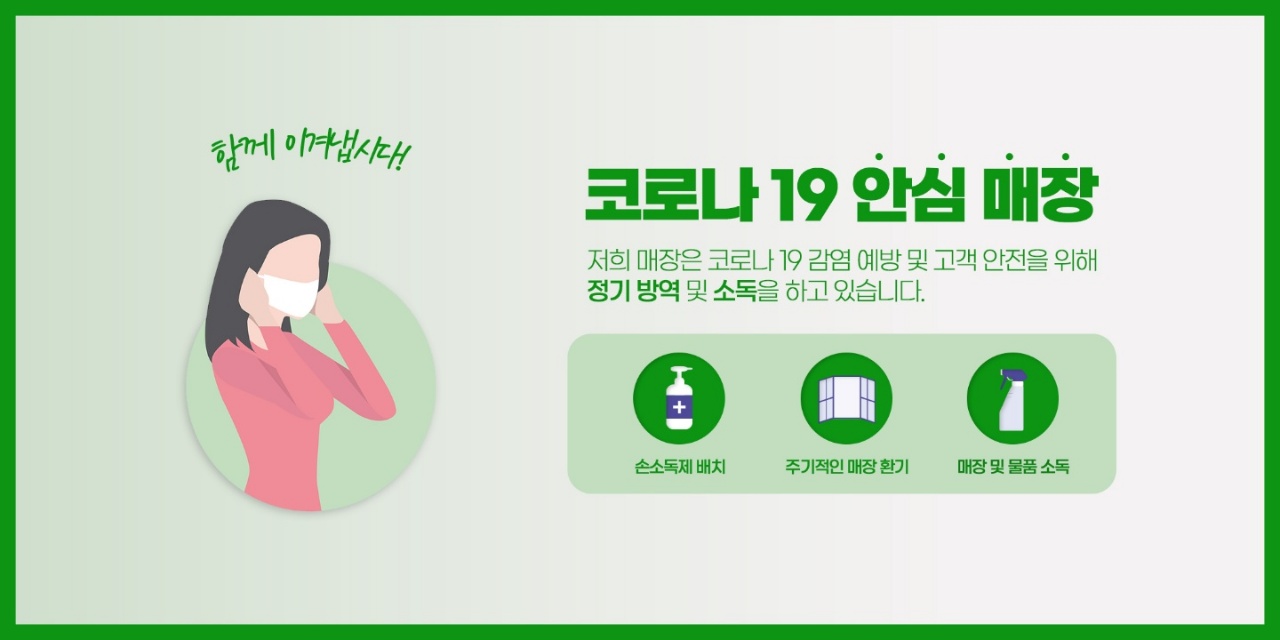 함께 이겨냅시다!
코로나 19 안심 매장
저희 매장은 코로나 19 감염 예방 및 고객 안전을 위해
정기 방역 및 소독을 하고 있습니다.
손소독제 배치
주기적인 매장 환기
매장 및 물품 소독